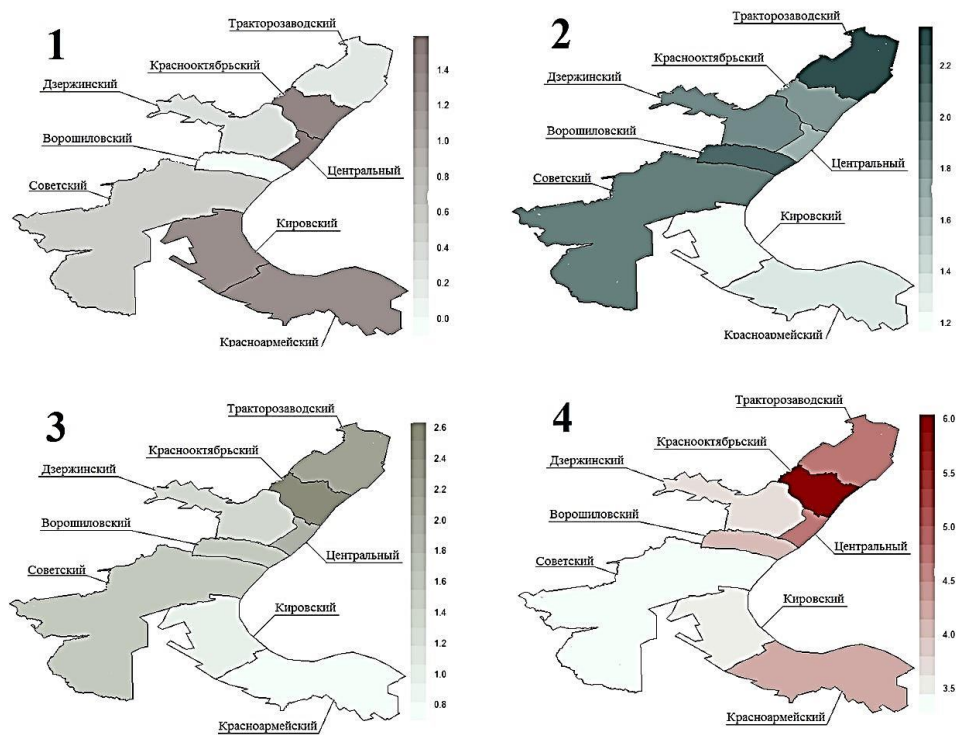 1
Тракторозаводский
Краснооктябрьский
Дзержинский
Ворошиловский
Центральный
Советский
Кировский
Красноармейский
1.4
1.2
1.0
0.8
0.6
0.4
0.2
0.0
2
Тракторозаводский
Краснооктябрьский
Дзержинский
Ворошиловский
Центральный
Советский
Кировский
Красноармейский
2.2
2.0
1.8
1.6
1.4
1.2
3
Тракторозаводский
Краснооктябрьский
Дзержинский
Ворошиловский
Центральный
Советский
Кировский
Красноармейский
2.6
2.4
2.2
2.0
1.8
1.6
1.4
1.2
1.0
0.8
4
Тракторозаводский
Краснооктябрьский
Дзержинский
Ворошиловский
Центральный
Советский
Кировский
Красноармейский
6.0
5.5
5.0
4.5
4.0
3.5